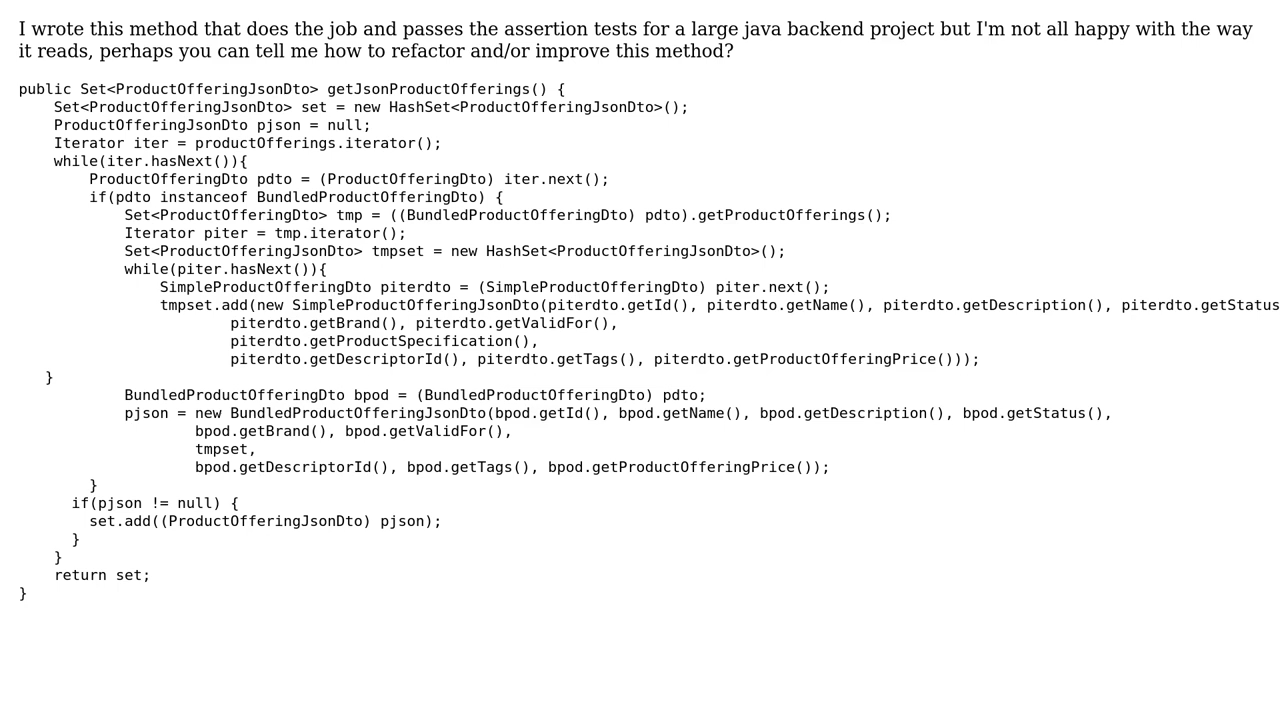 I wrote this method that does the job and passes the assertion tests for a large java backend project but I'm not all happy with the way
it reads, perhaps you can tell me how to refactor and/or improve this method?
public Set<ProductOfferingJsonDto> getJsonProductOfferings() {
    Set<ProductOfferingJsonDto> set = new HashSet<ProductOfferingJsonDto>();
    ProductOfferingJsonDto pjson = null;
    Iterator iter = productOfferings.iterator();
    while(iter.hasNext()){
        ProductOfferingDto pdto = (ProductOfferingDto) iter.next();
        if(pdto instanceof BundledProductOfferingDto) {
            Set<ProductOfferingDto> tmp = ((BundledProductOfferingDto) pdto).getProductOfferings();
            Iterator piter = tmp.iterator();
            Set<ProductOfferingJsonDto> tmpset = new HashSet<ProductOfferingJsonDto>();
            while(piter.hasNext()){
                SimpleProductOfferingDto piterdto = (SimpleProductOfferingDto) piter.next();
                tmpset.add(new SimpleProductOfferingJsonDto(piterdto.getId(), piterdto.getName(), piterdto.getDescription(), piterdto.getStatus
                        piterdto.getBrand(), piterdto.getValidFor(),
                        piterdto.getProductSpecification(),
                        piterdto.getDescriptorId(), piterdto.getTags(), piterdto.getProductOfferingPrice()));
   }
            BundledProductOfferingDto bpod = (BundledProductOfferingDto) pdto;
            pjson = new BundledProductOfferingJsonDto(bpod.getId(), bpod.getName(), bpod.getDescription(), bpod.getStatus(),
                    bpod.getBrand(), bpod.getValidFor(),
                    tmpset,
                    bpod.getDescriptorId(), bpod.getTags(), bpod.getProductOfferingPrice());
        }
      if(pjson != null) {
        set.add((ProductOfferingJsonDto) pjson);
      }
    }
    return set;
}